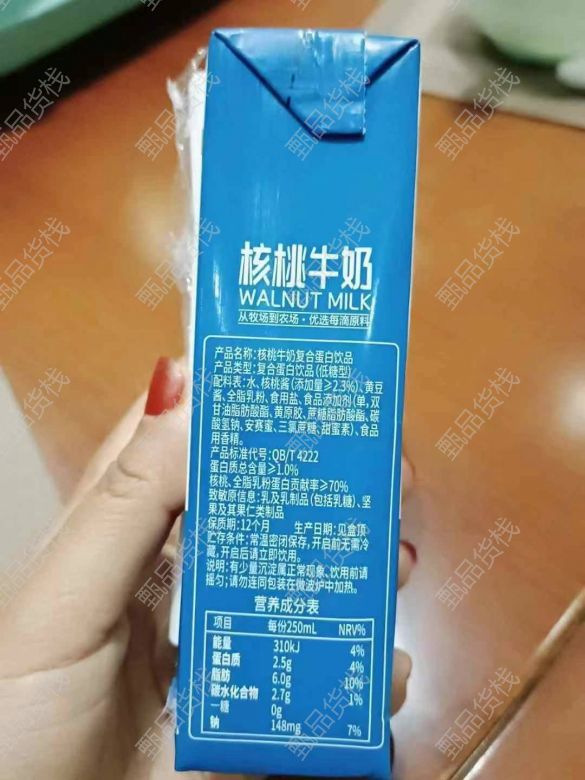 核桃牛奶
WALNUT MILK
从牧场到农场·优选每滴原料
产品名称:核桃牛奶复合蛋白饮品
产品类型:复合蛋白饮品(低糖型)
配料表:水、核桃酱(添加量≥2.3%)、黄豆
酱、全脂乳粉、食用盐、食品添加剂(单,双
甘油脂肪酸酯、黄原胶、蔗糖脂肪酸酯、碳
酸氢钠、安赛蜜、三氯蔗糖、甜蜜素)、食品
用香精。
产品标准代号:QB/T 4222
蛋白质总含量≥1.0%
核桃、全脂乳粉蛋白贡献率≥70%
致敏原信息:乳及乳制品(包括乳糖)、坚
果及其果仁类制品
保质期:12个月 生产日期:见盒顶
贮存条件:常温密闭保存,开启前无需冷
藏,开启后请立即饮用。
说明:有少量沉淀属正常现象、饮用前请
摇匀;请勿连同包装在微波炉中加热。
营养成分表
项目 每份250mL NRV%
能量 310kJ 4%
蛋白质 2.5g 4%
脂肪 6.0g 10%
碳水化合物 2.7g 1%
一糖 0g
钠 148mg 7%
甄品货栈